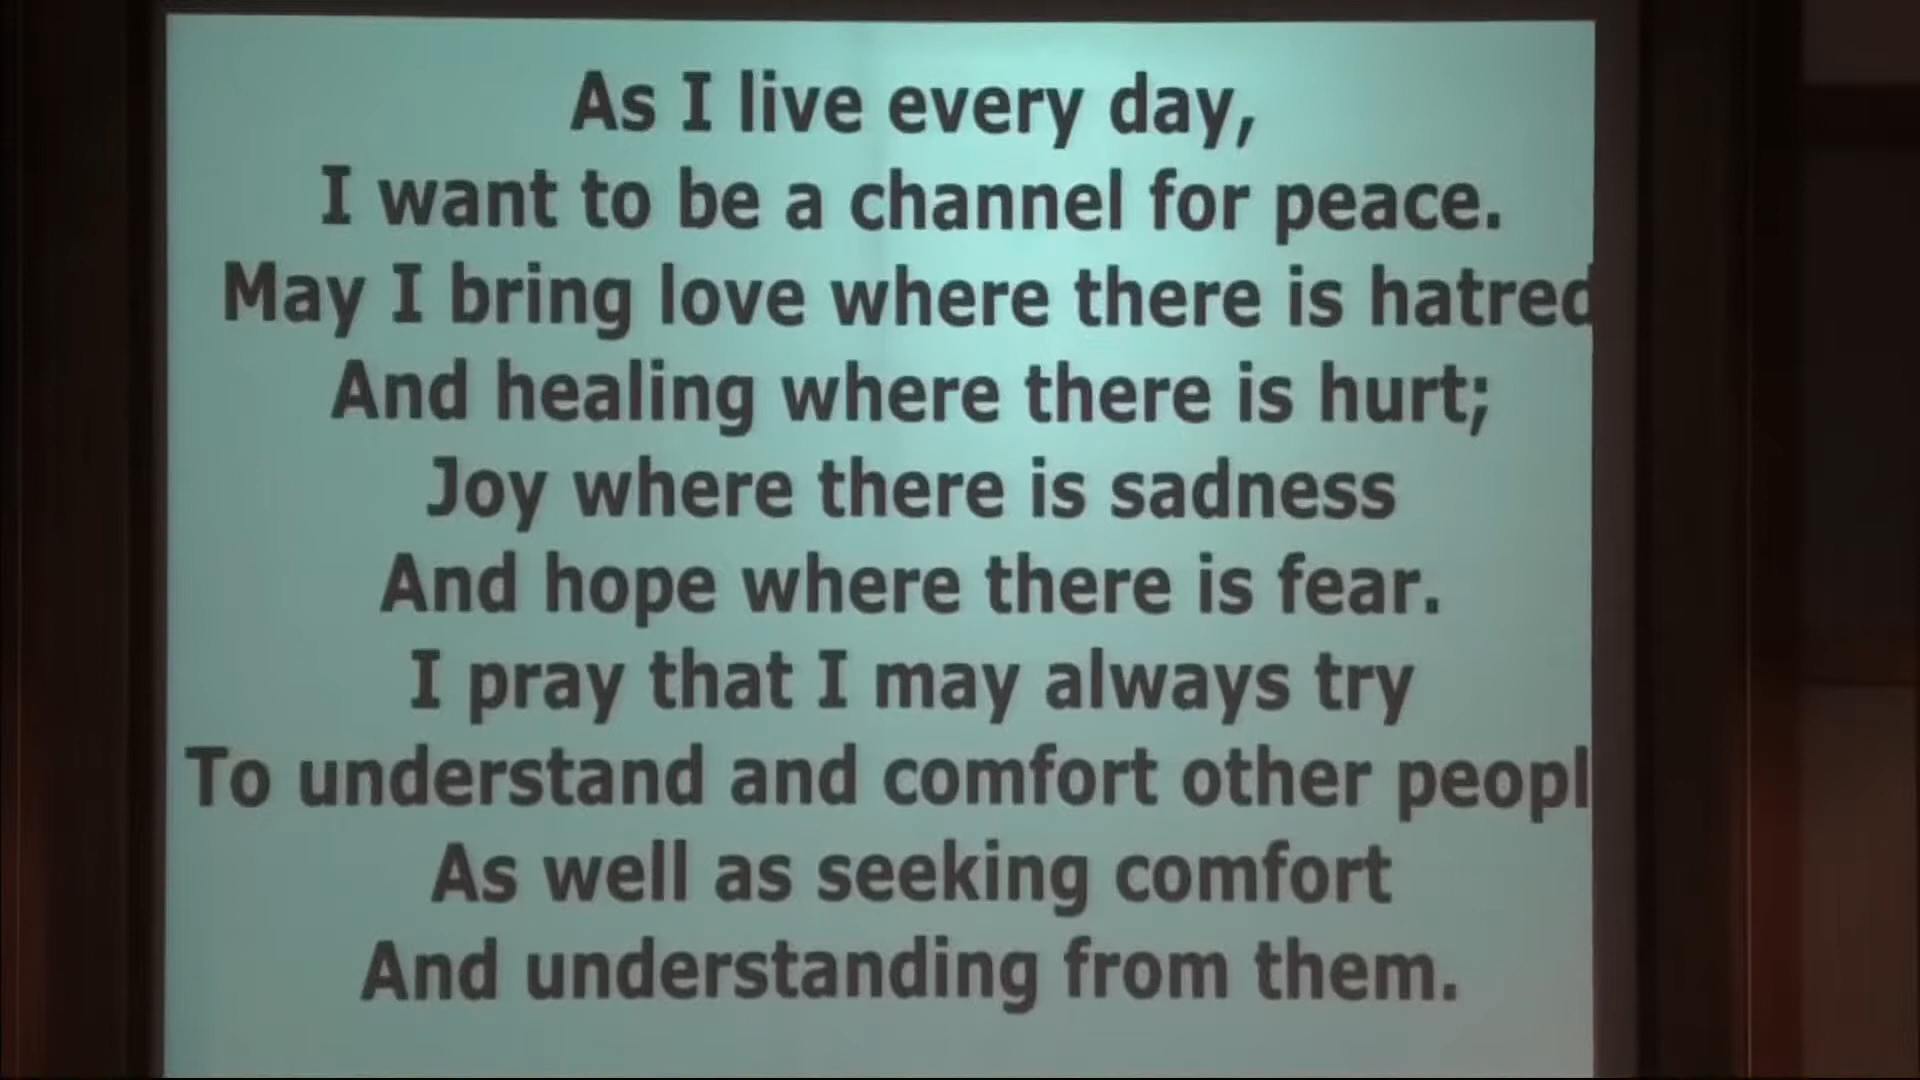 As I live every day,
I want to be a channel for peace.
May I bring love where there is hatred
And healing where there is hurt;
Joy where there is sadness
And hope where there is fear.
I pray that I may always try
To understand and comfort other peopl
As well as seeking comfort
And understanding from them.